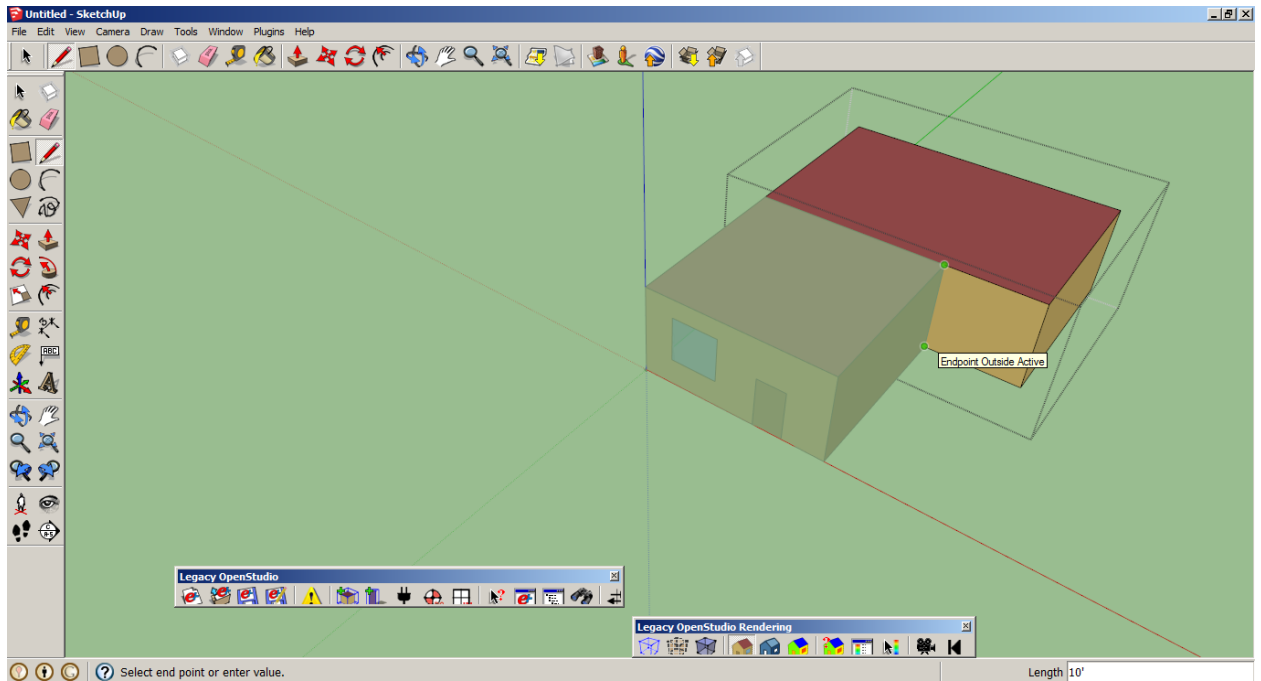 Untitled - SketchUp
File Edit View Camera Draw Tools Window Plugins Help
ABC
Endpoint Outside Active
Legacy OpenStudio
Legacy OpenStudio Rendering
Select end point or enter value.
Length 10'